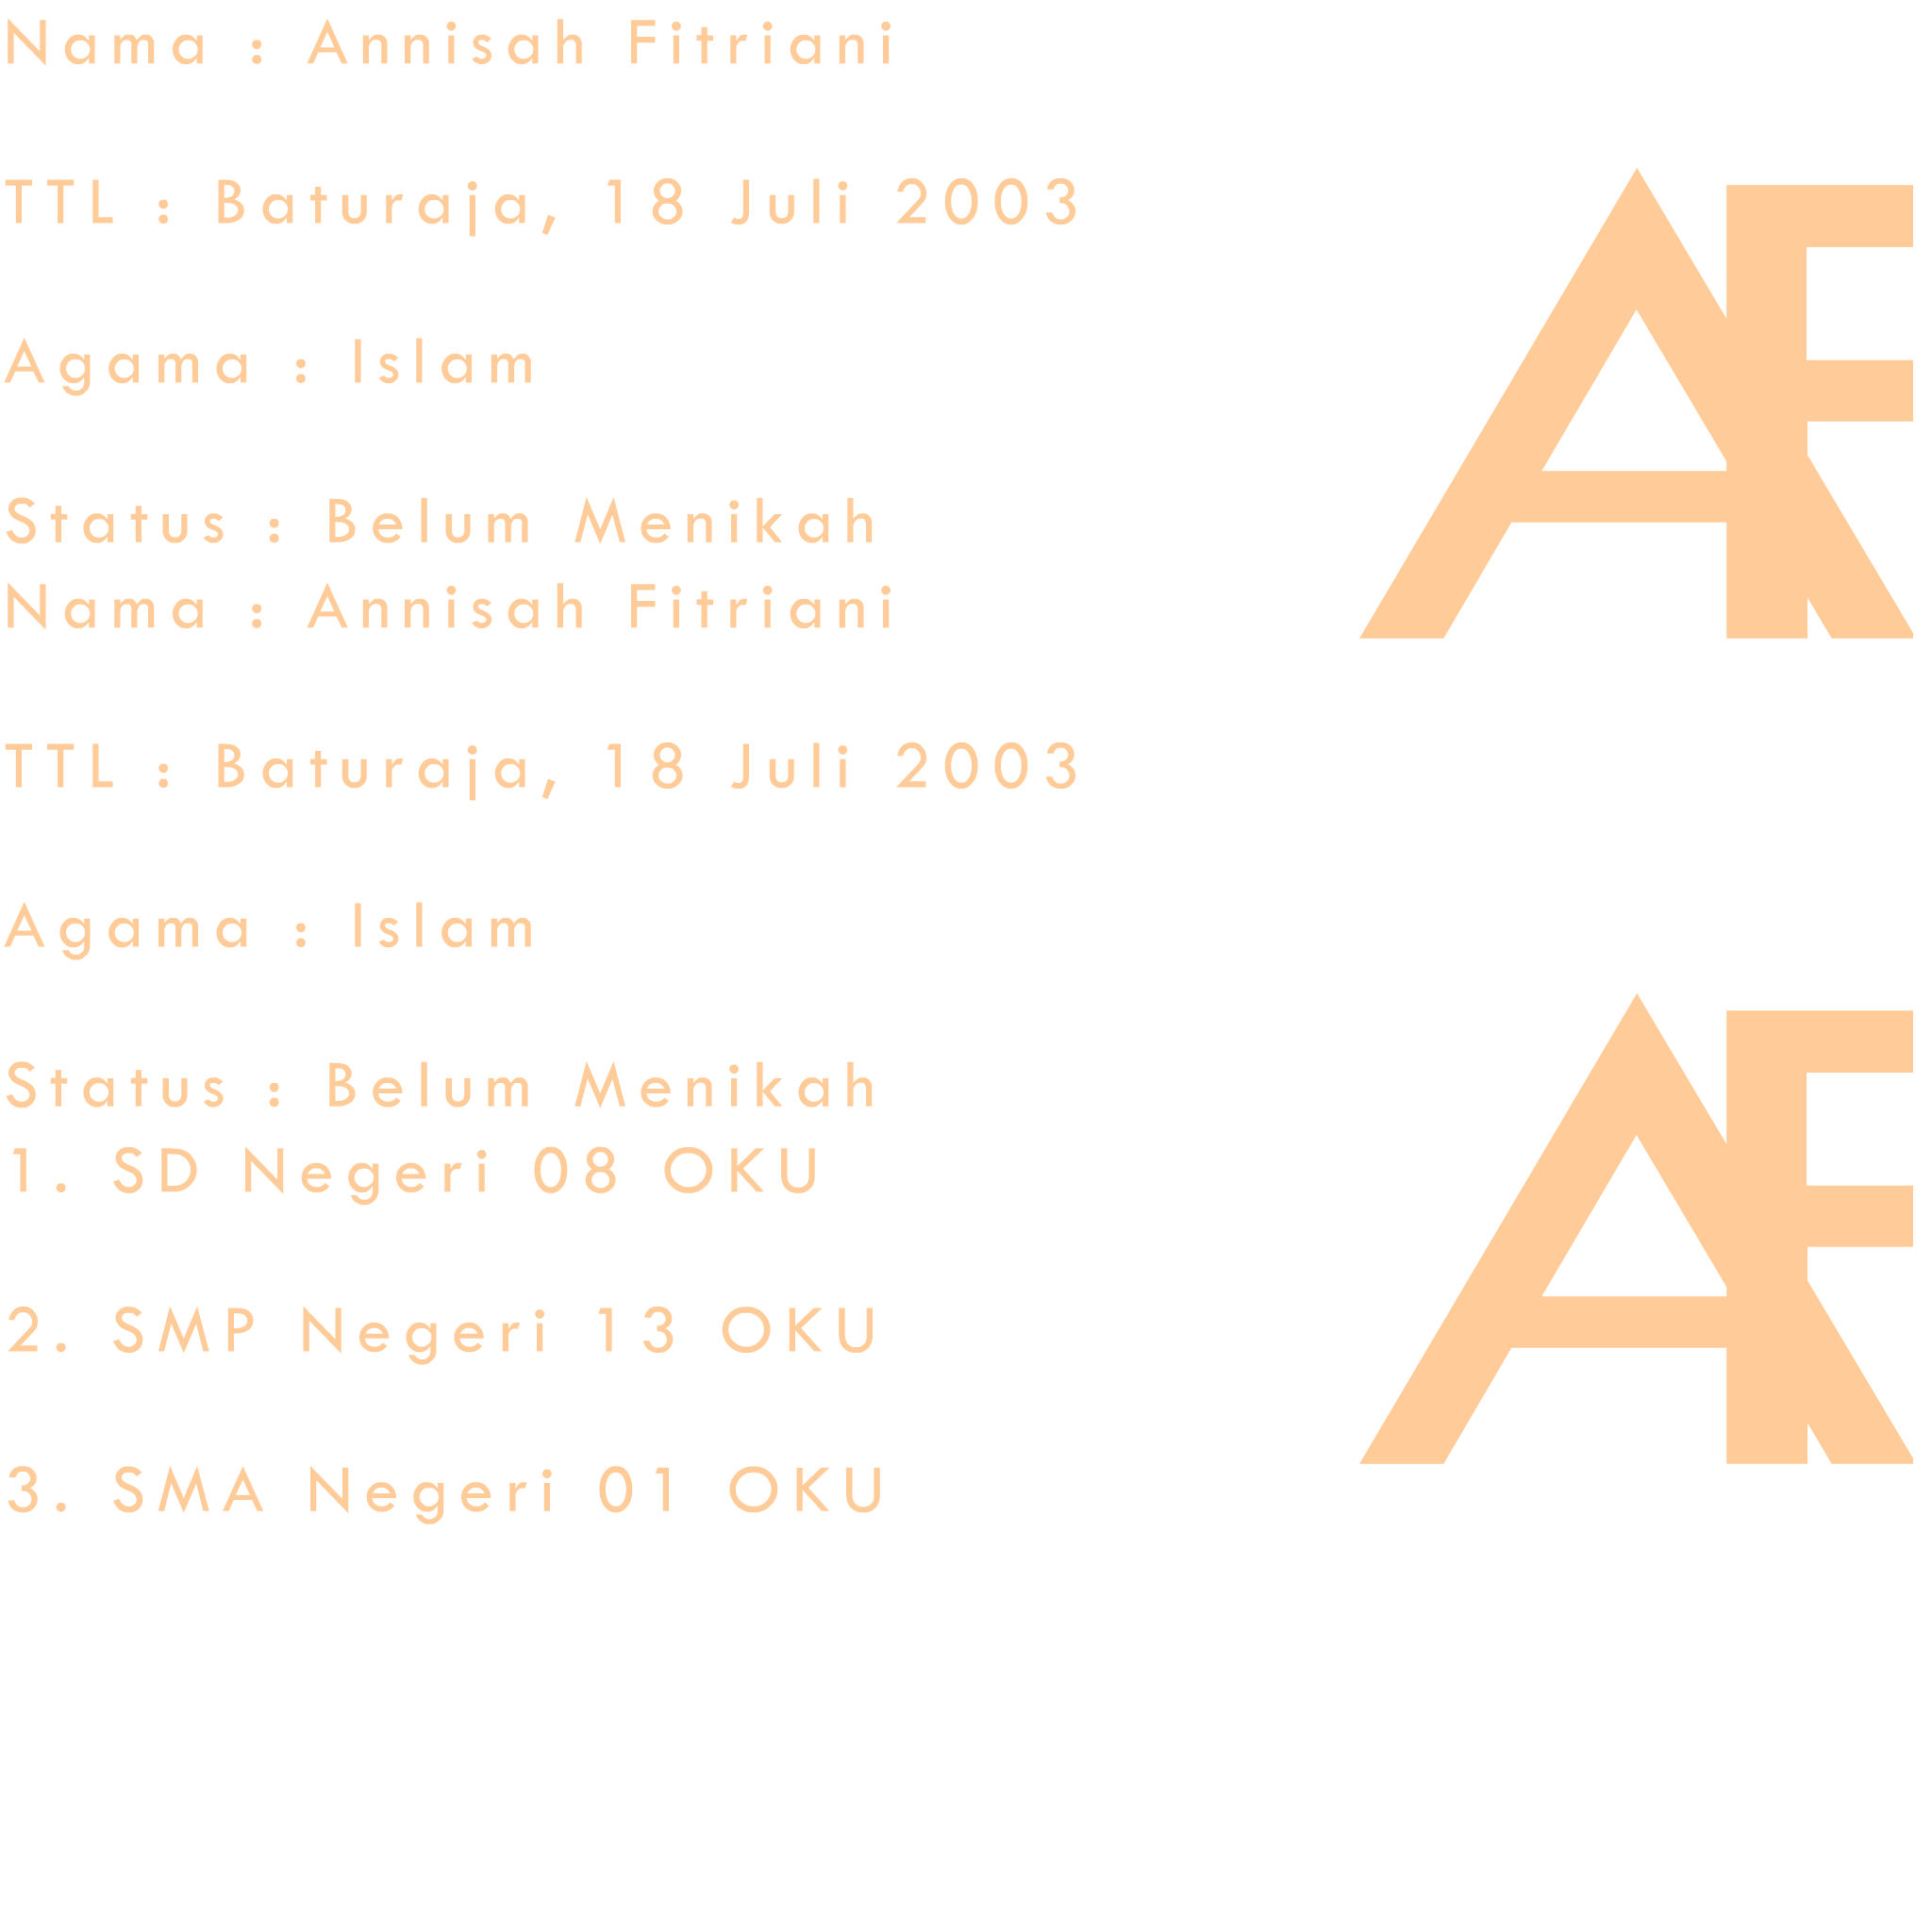 Nama : Annisah Fitriani
TTL : Baturaja, 18 Juli 2003
AF
Agama : Islam
Status : Belum Menikah
Nama : Annisah Fitriani
TTL : Baturaja, 18 Juli 2003
Agama : Islam
AF
Status : Belum Menikah
1. SD Negeri 08 OKU
2. SMP Negeri 13 OKU
3. SMA Negeri 01 OKU